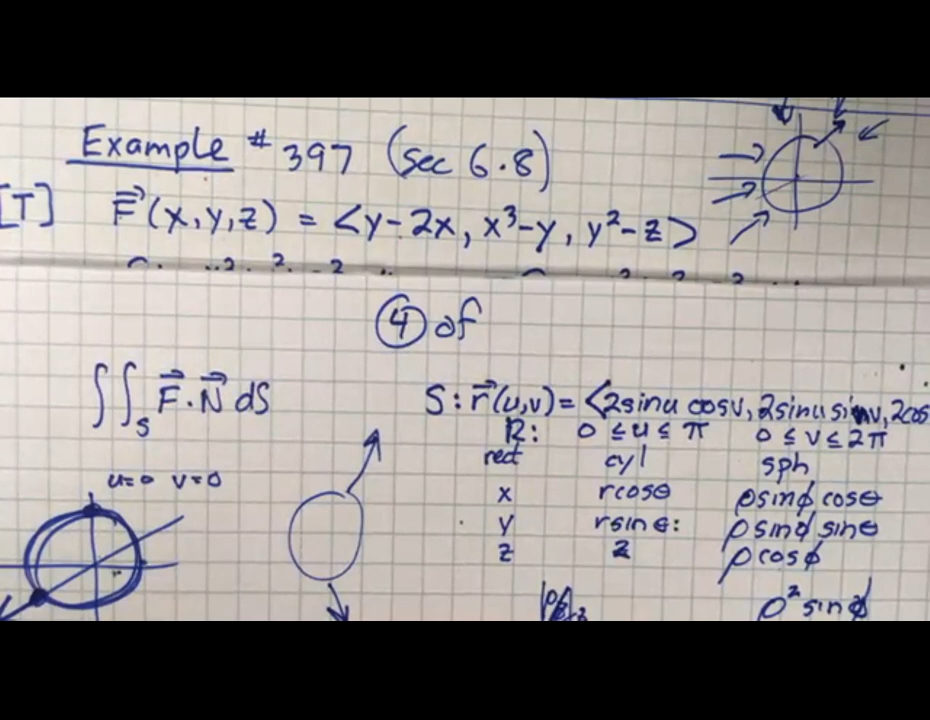 Example # 397 (sec 6.8)
[T] F⃗(x,y,z) = <y-2x, x³-y, y²-z>
④ of
∬_S F⃗·N⃗ dS
S: r⃗(u,v) = <2sinu cosv, 2sinu sinv, 2cos
R: 0 ≤ u ≤ π 0 ≤ v ≤ 2π
rect cyl sph
u=0 v=0
x rcosθ ρsinϕ cosθ
y rsinθ: ρsinϕ sinθ
z z ρcosϕ
ρ² sinϕ